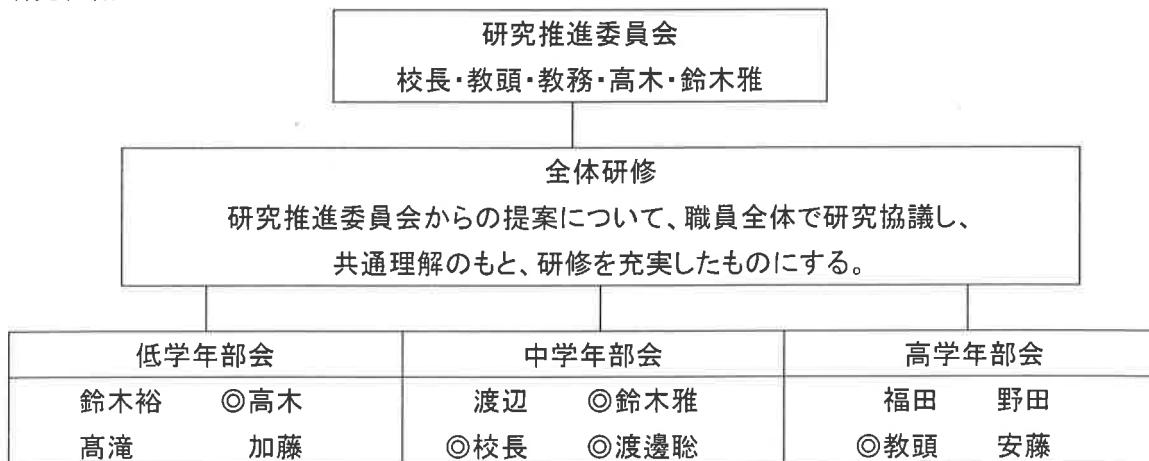 研究推進委員会
校長・教頭・教務・高木・鈴木雅
全体研修
研究推進委員会からの提案について、職員全体で研究協議し、
共通理解のもと、研修を充実したものにする。
低学年部会 中学年部会 高学年部会
鈴木裕 ◎高木 渡辺 ◎鈴木雅 福田 野田
髙滝 加藤 ◎校長 ◎渡邊聡 ◎教頭 安藤